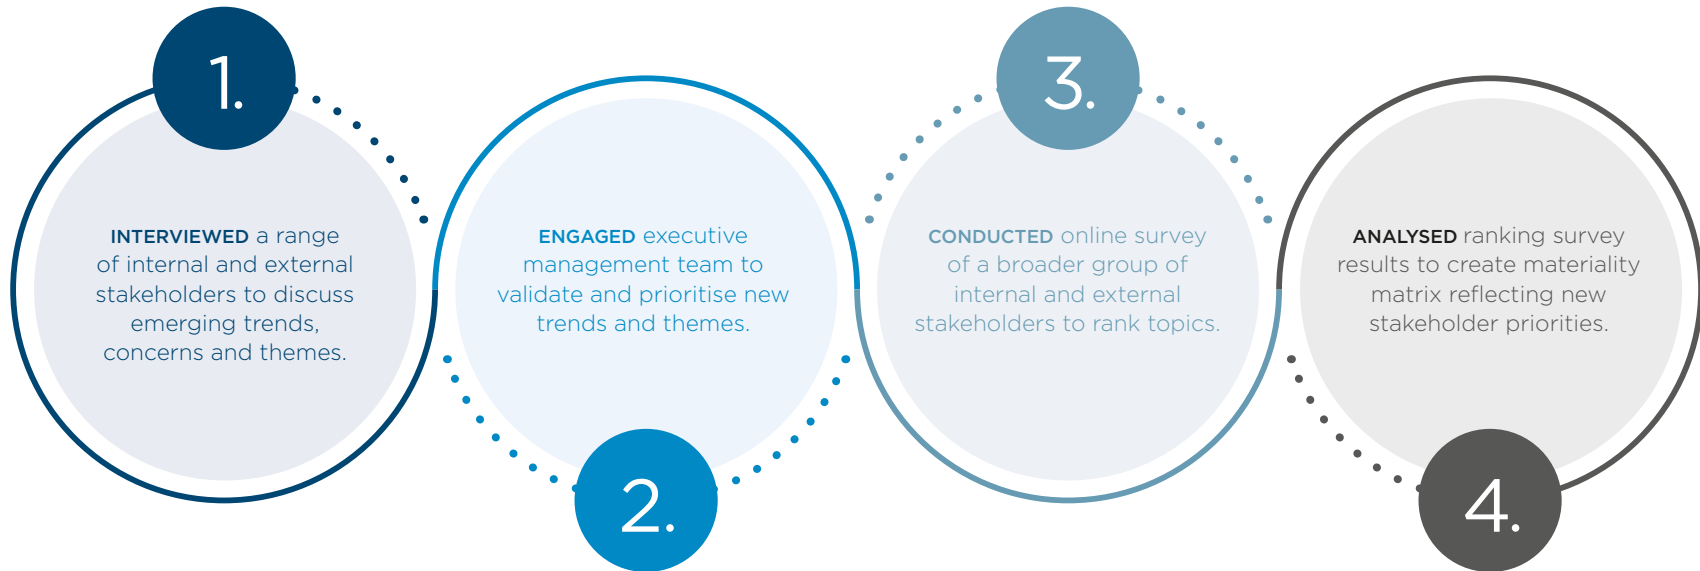 1.
INTERVIEWED a range
of internal and external
stakeholders to discuss
emerging trends,
concerns and themes.
2.
ENGAGED executive
management team to
validate and prioritise new
trends and themes.
3.
CONDUCTED online survey
of a broader group of
internal and external
stakeholders to rank topics.
4.
ANALYSED ranking survey
results to create materiality
matrix reflecting new
stakeholder priorities.